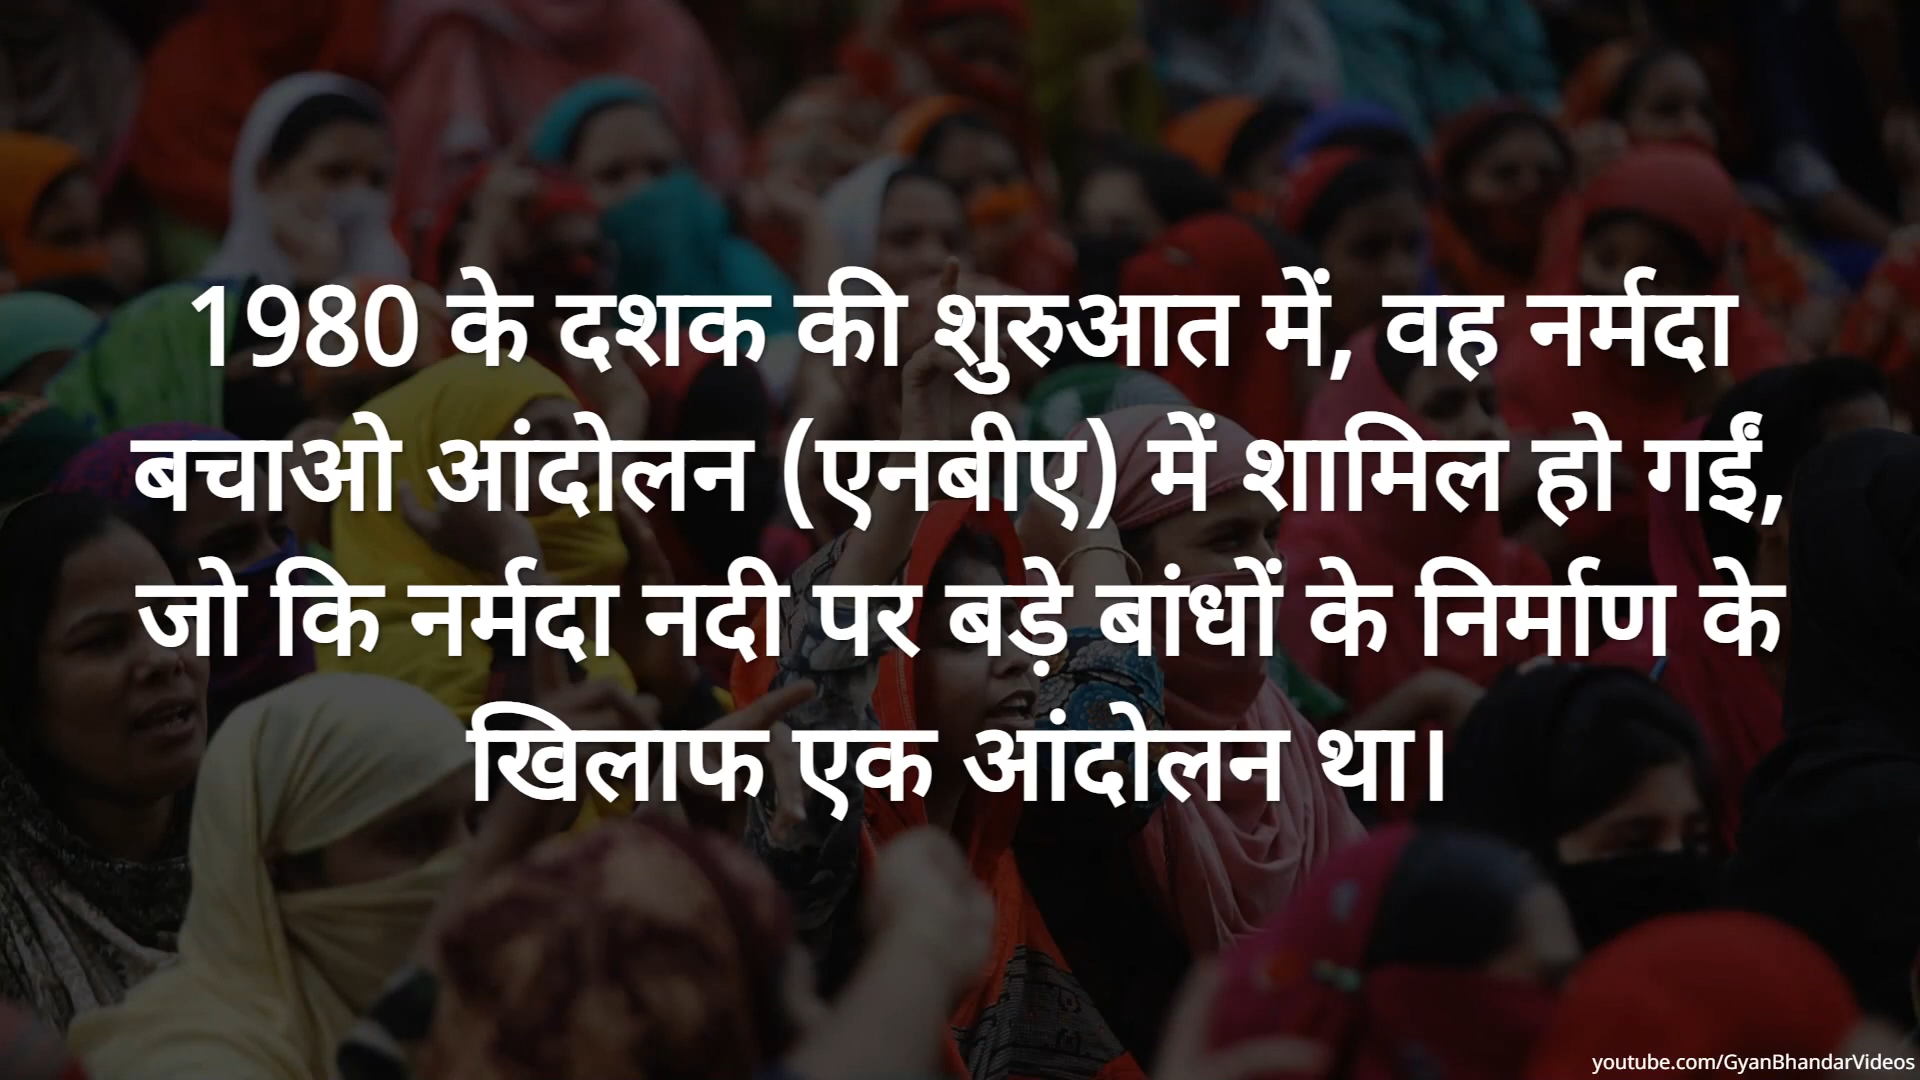 1980 के दशक की शुरुआत में, वह नर्मदा
बचाओ आंदोलन (एनबीए) में शामिल हो गईं,
जो कि नर्मदा नदी पर बड़े बांधों के निर्माण के
खिलाफ एक आंदोलन था।
youtube.com/GyanBhandarVideos